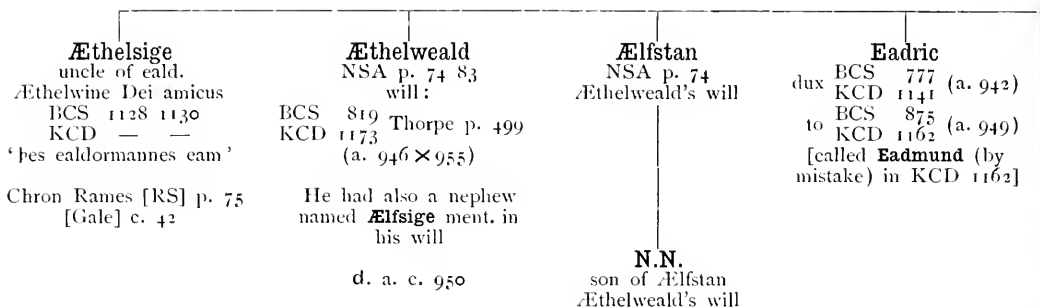 Æthelsige
uncle of eald.
Æthelwine Dei amicus
BCS 1128 1130
KCD — —
‘þes ealdormannes eam’
Chron Rames [RS] p. 75
[Gale] c. 42
Æthelweald
NSA p. 74 83
will:
BCS 819
KCD 1173 Thorpe p. 499
(a. 946 × 955)
He had also a nephew
named Ælfsige ment. in
his will
d. a. c. 950
Ælfstan
NSA p. 74
Æthelweald's will
N.N.
son of Ælfstan
Æthelweald's will
Eadric
dux BCS 777
KCD 1141 (a. 942)
to BCS 875
KCD 1162 (a. 949)
[called Eadmund (by
mistake) in KCD 1162]